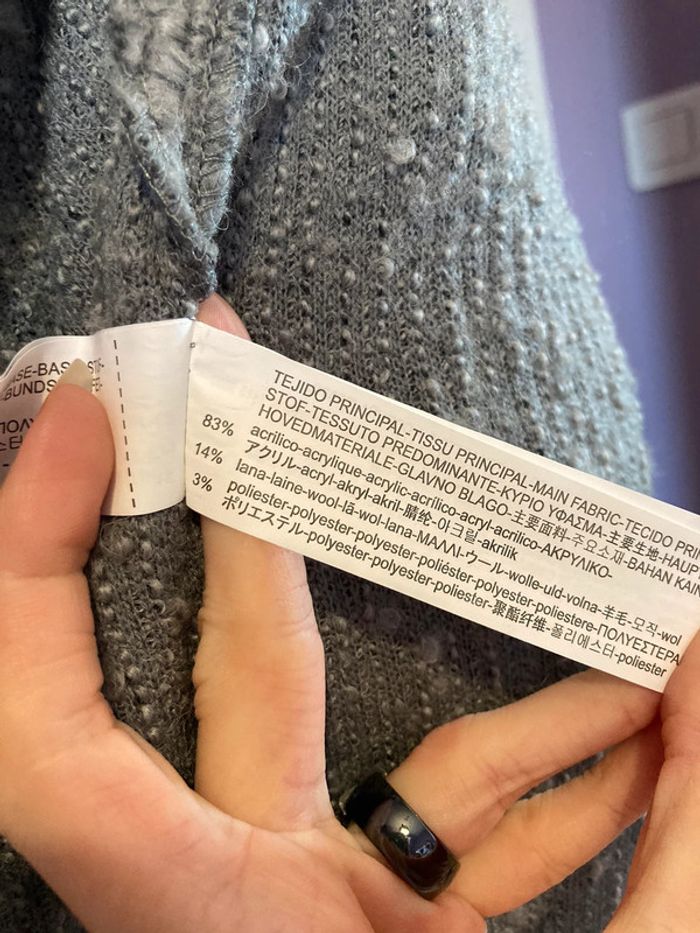 TEJIDO PRINCIPAL-TISSU PRINCIPAL-MAIN FABRIC-TECIDO
STOF-TESSUTO PREDOMINANTE-ΚΥΡΙΟ ΥΦΑΣΜΑ-主要生地-HAUP
HOVEDMATERIALE-GLAVNO BLAGO-主要面料-주요소재-BAHAN KAIN
83% acrilico-acrylique-acrylic-acrílico-acryl-acrilico-ΑΚΡΥΛΙΚΟ-
アクリル-acryl-akryl-akril-腈纶-아크릴-akrilik
14% lana-laine-wool-lã-wol-lana-ΜΑΛΛΙ-ウール-wolle-uld-volna-羊毛-모직-wol
3% poliester-polyester-polyester-poliéster-polyester-poliestere-ΠΟΛΥΕΣΤΕΡΑ
ポリエステル-polyester-polyester-poliester-聚酯纤维-폴리에스터-poliester